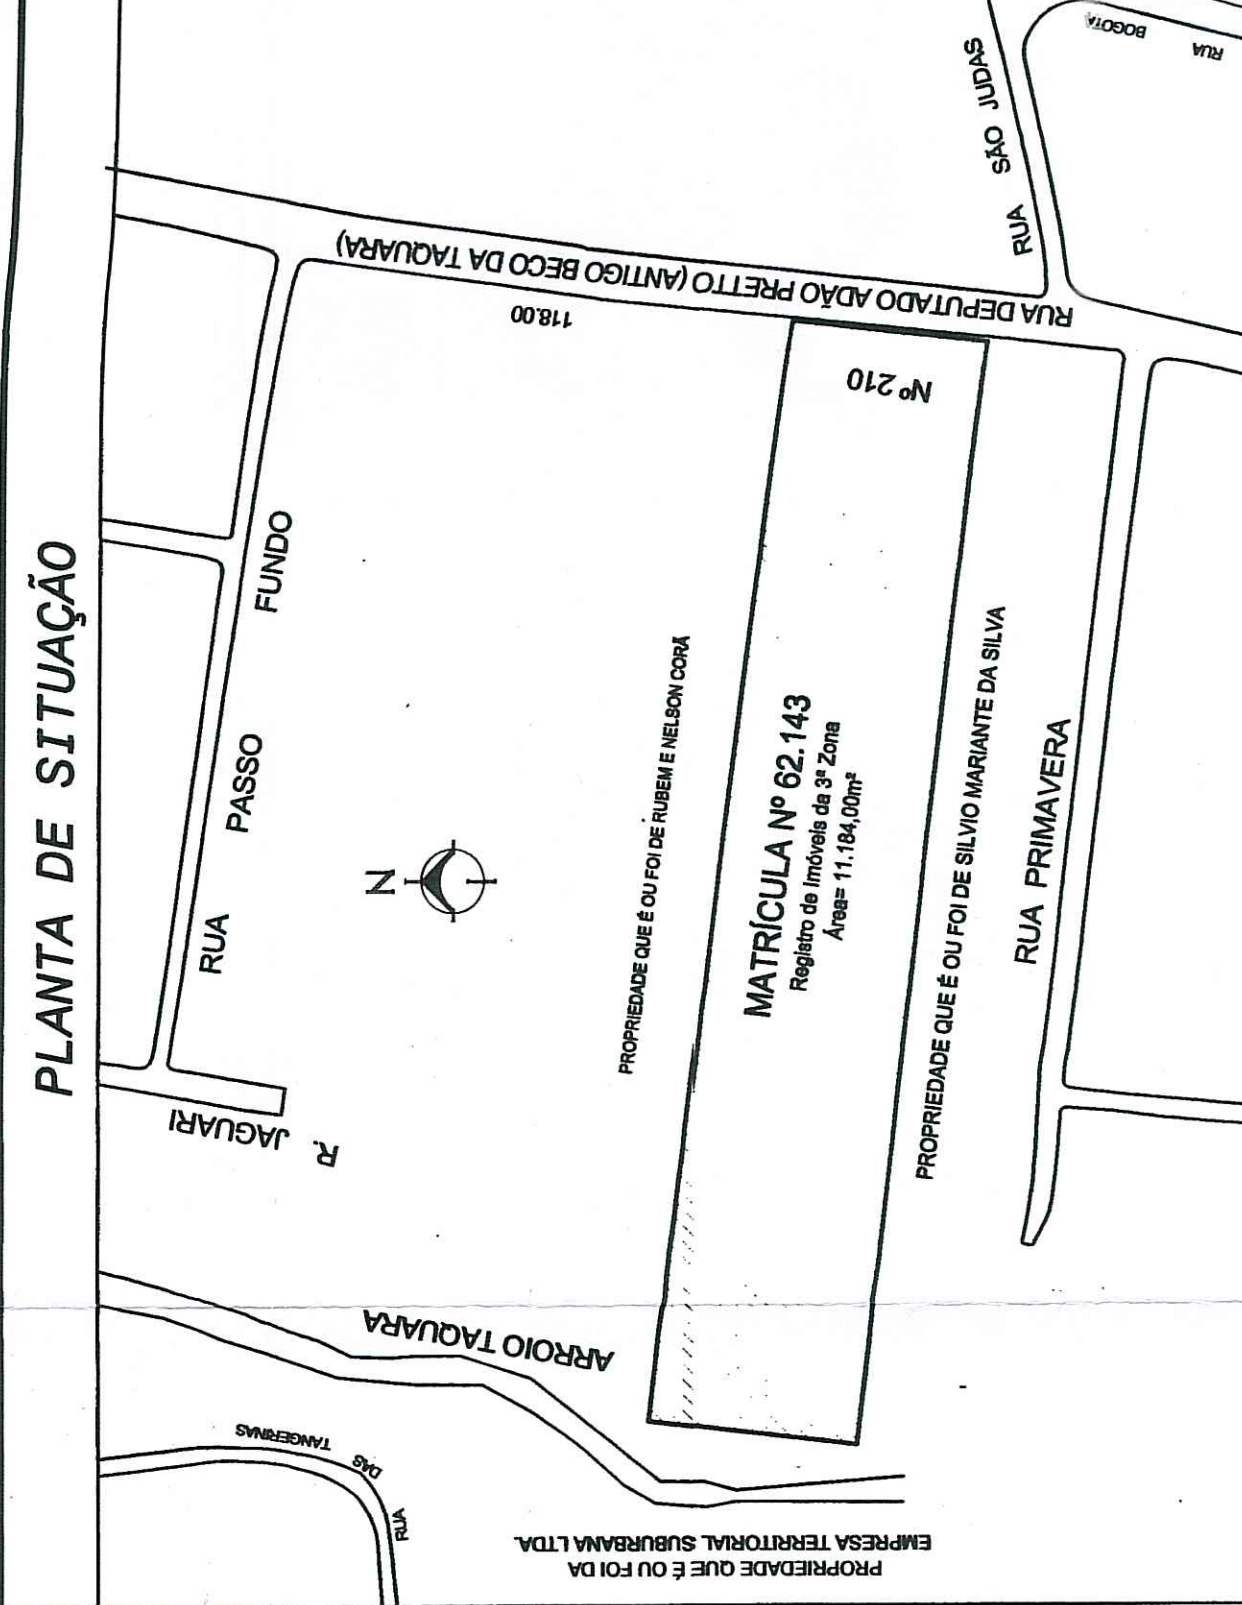 PLANTA DE SITUAÇÃO
RUA PASSO FUNDO
R. JAGUARI
N
RUA DEPUTADO ADÃO PRETTO (ANTIGO BECO DA TAQUARA)
118.00
RUA SÃO JUDAS
RUA BOGOTA
Nº 210
PROPRIEDADE QUE É OU FOI DE RUBEM E NELSON CORÁ
MATRÍCULA Nº 62.143
Registro de Imóveis da 3ª Zona
Área= 11.184,00m²
PROPRIEDADE QUE É OU FOI DE SILVIO MARIANTE DA SILVA
RUA PRIMAVERA
ARROIO TAQUARA
RUA DAS TANGERINAS
PROPRIEDADE QUE É OU FOI DA
EMPRESA TERRITORIAL SUBURBANA LTDA.